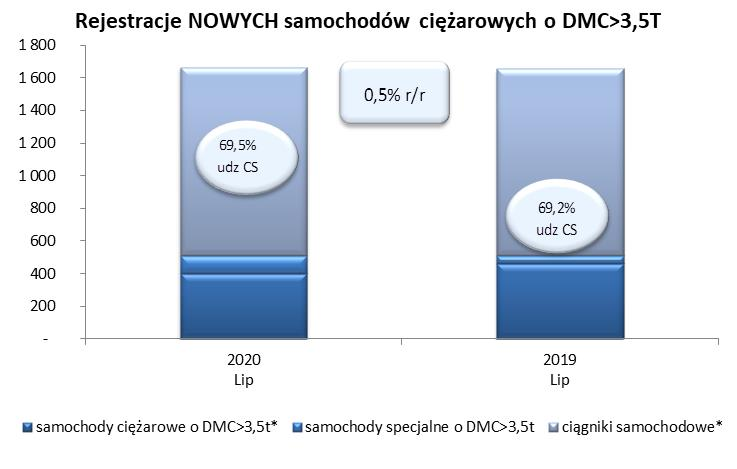 Rejestracje NOWYCH samochodów ciężarowych o DMC>3,5T
1 800
1 600
1 400
1 200
1 000
800
600
400
200
-
0,5% r/r
69,5%
udz CS
69,2%
udz CS
2020
Lip
2019
Lip
samochody ciężarowe o DMC>3,5t*
samochody specjalne o DMC>3,5t
ciągniki samochodowe*